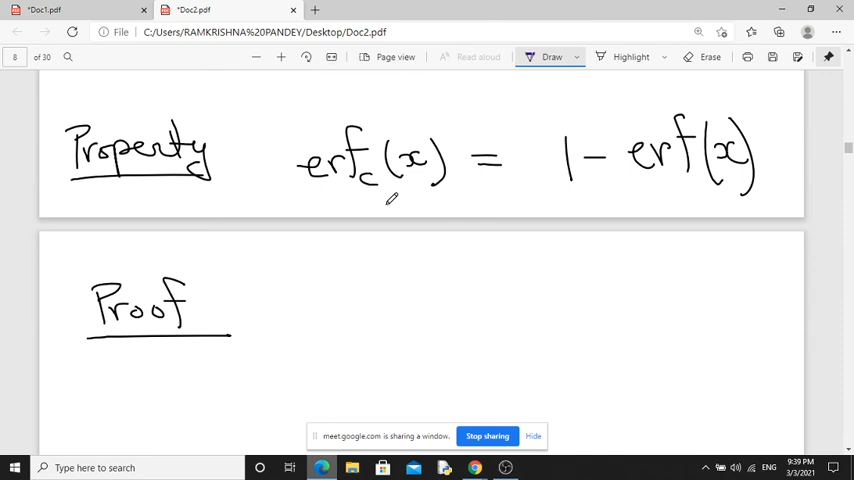 *Doc1.pdf *Doc2.pdf
File C:/Users/RAMKRISHNA%20PANDEY/Desktop/Doc2.pdf
8 of 30 Page view Read aloud Draw Highlight Erase
Property erfc(x) = 1 - erf(x)
Proof
meet.google.com is sharing a window. Stop sharing Hide
Type here to search ENG 9:39 PM
3/3/2021